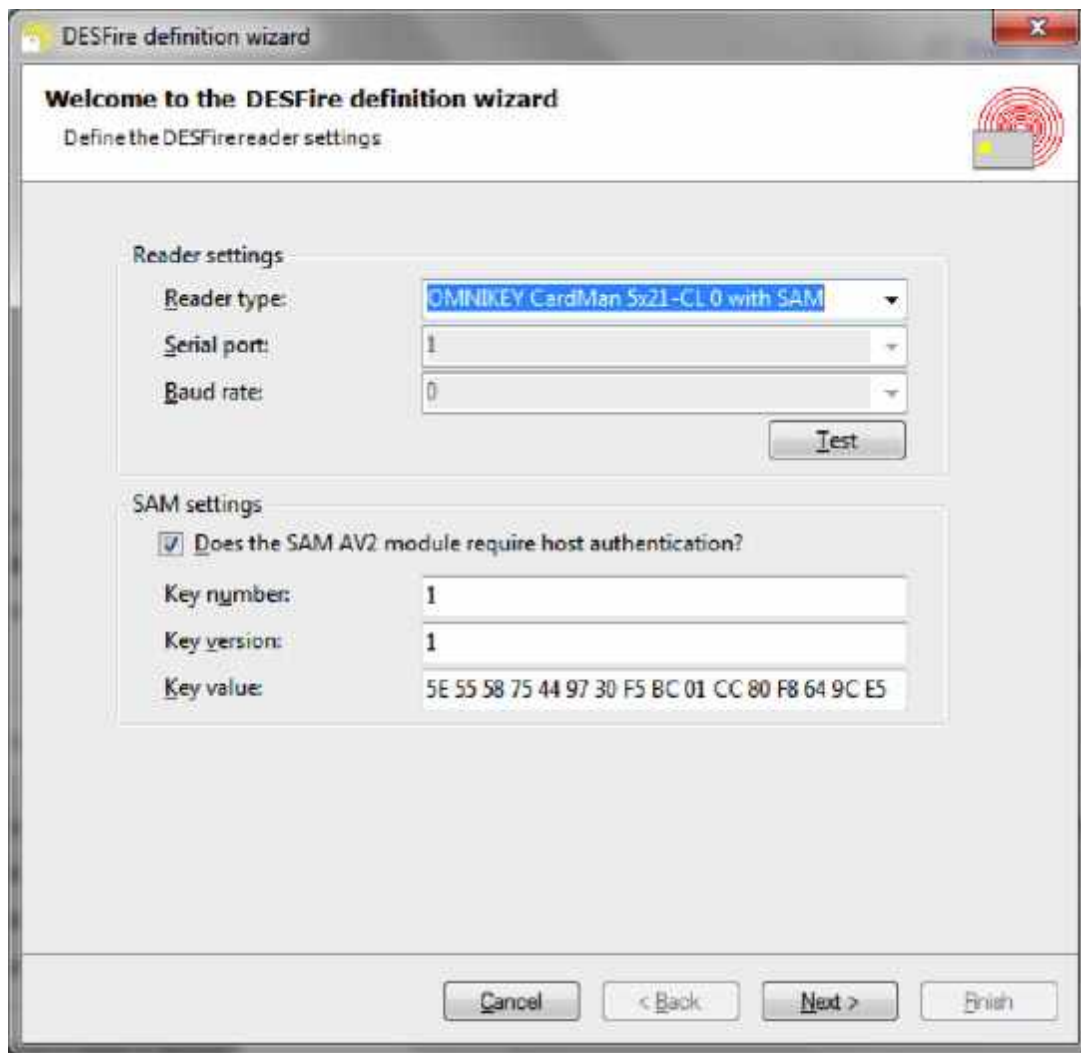 DESFire definition wizard
Welcome to the DESFire definition wizard
Define the DESFire reader settings
Reader settings
Reader type: OMNIKEY CardMan 5x21-CL 0 with SAM
Serial port: 1
Baud rate: 0
Test
SAM settings
Does the SAM AV2 module require host authentication?
Key number: 1
Key version: 1
Key value: 5E 55 58 75 44 97 30 F5 BC 01 CC 80 F8 64 9C E5
Cancel < Back Next > Finish